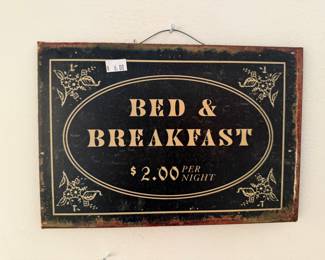 BED &
BREAKFAST
$2.00 PER
NIGHT